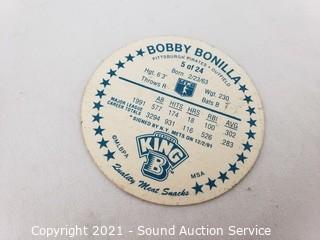 BOBBY BONILLA
PITTSBURGH PIRATES • OUTFIELD
5 of 24
Hgt. 6'3" Born 2/23/63 Wgt. 230
Throws R Bats B
AB HITS HRS RBI AVG
1991 577 174 18 100 .302
MAJOR LEAGUE
CAREER TOTALS 3294 931 116 526 .283
* SIGNED BY N.Y. METS ON 12/2/91
©MLBPA
KING B
MSA
Quality Meat Snacks
Copyright 2021 - Sound Auction Service